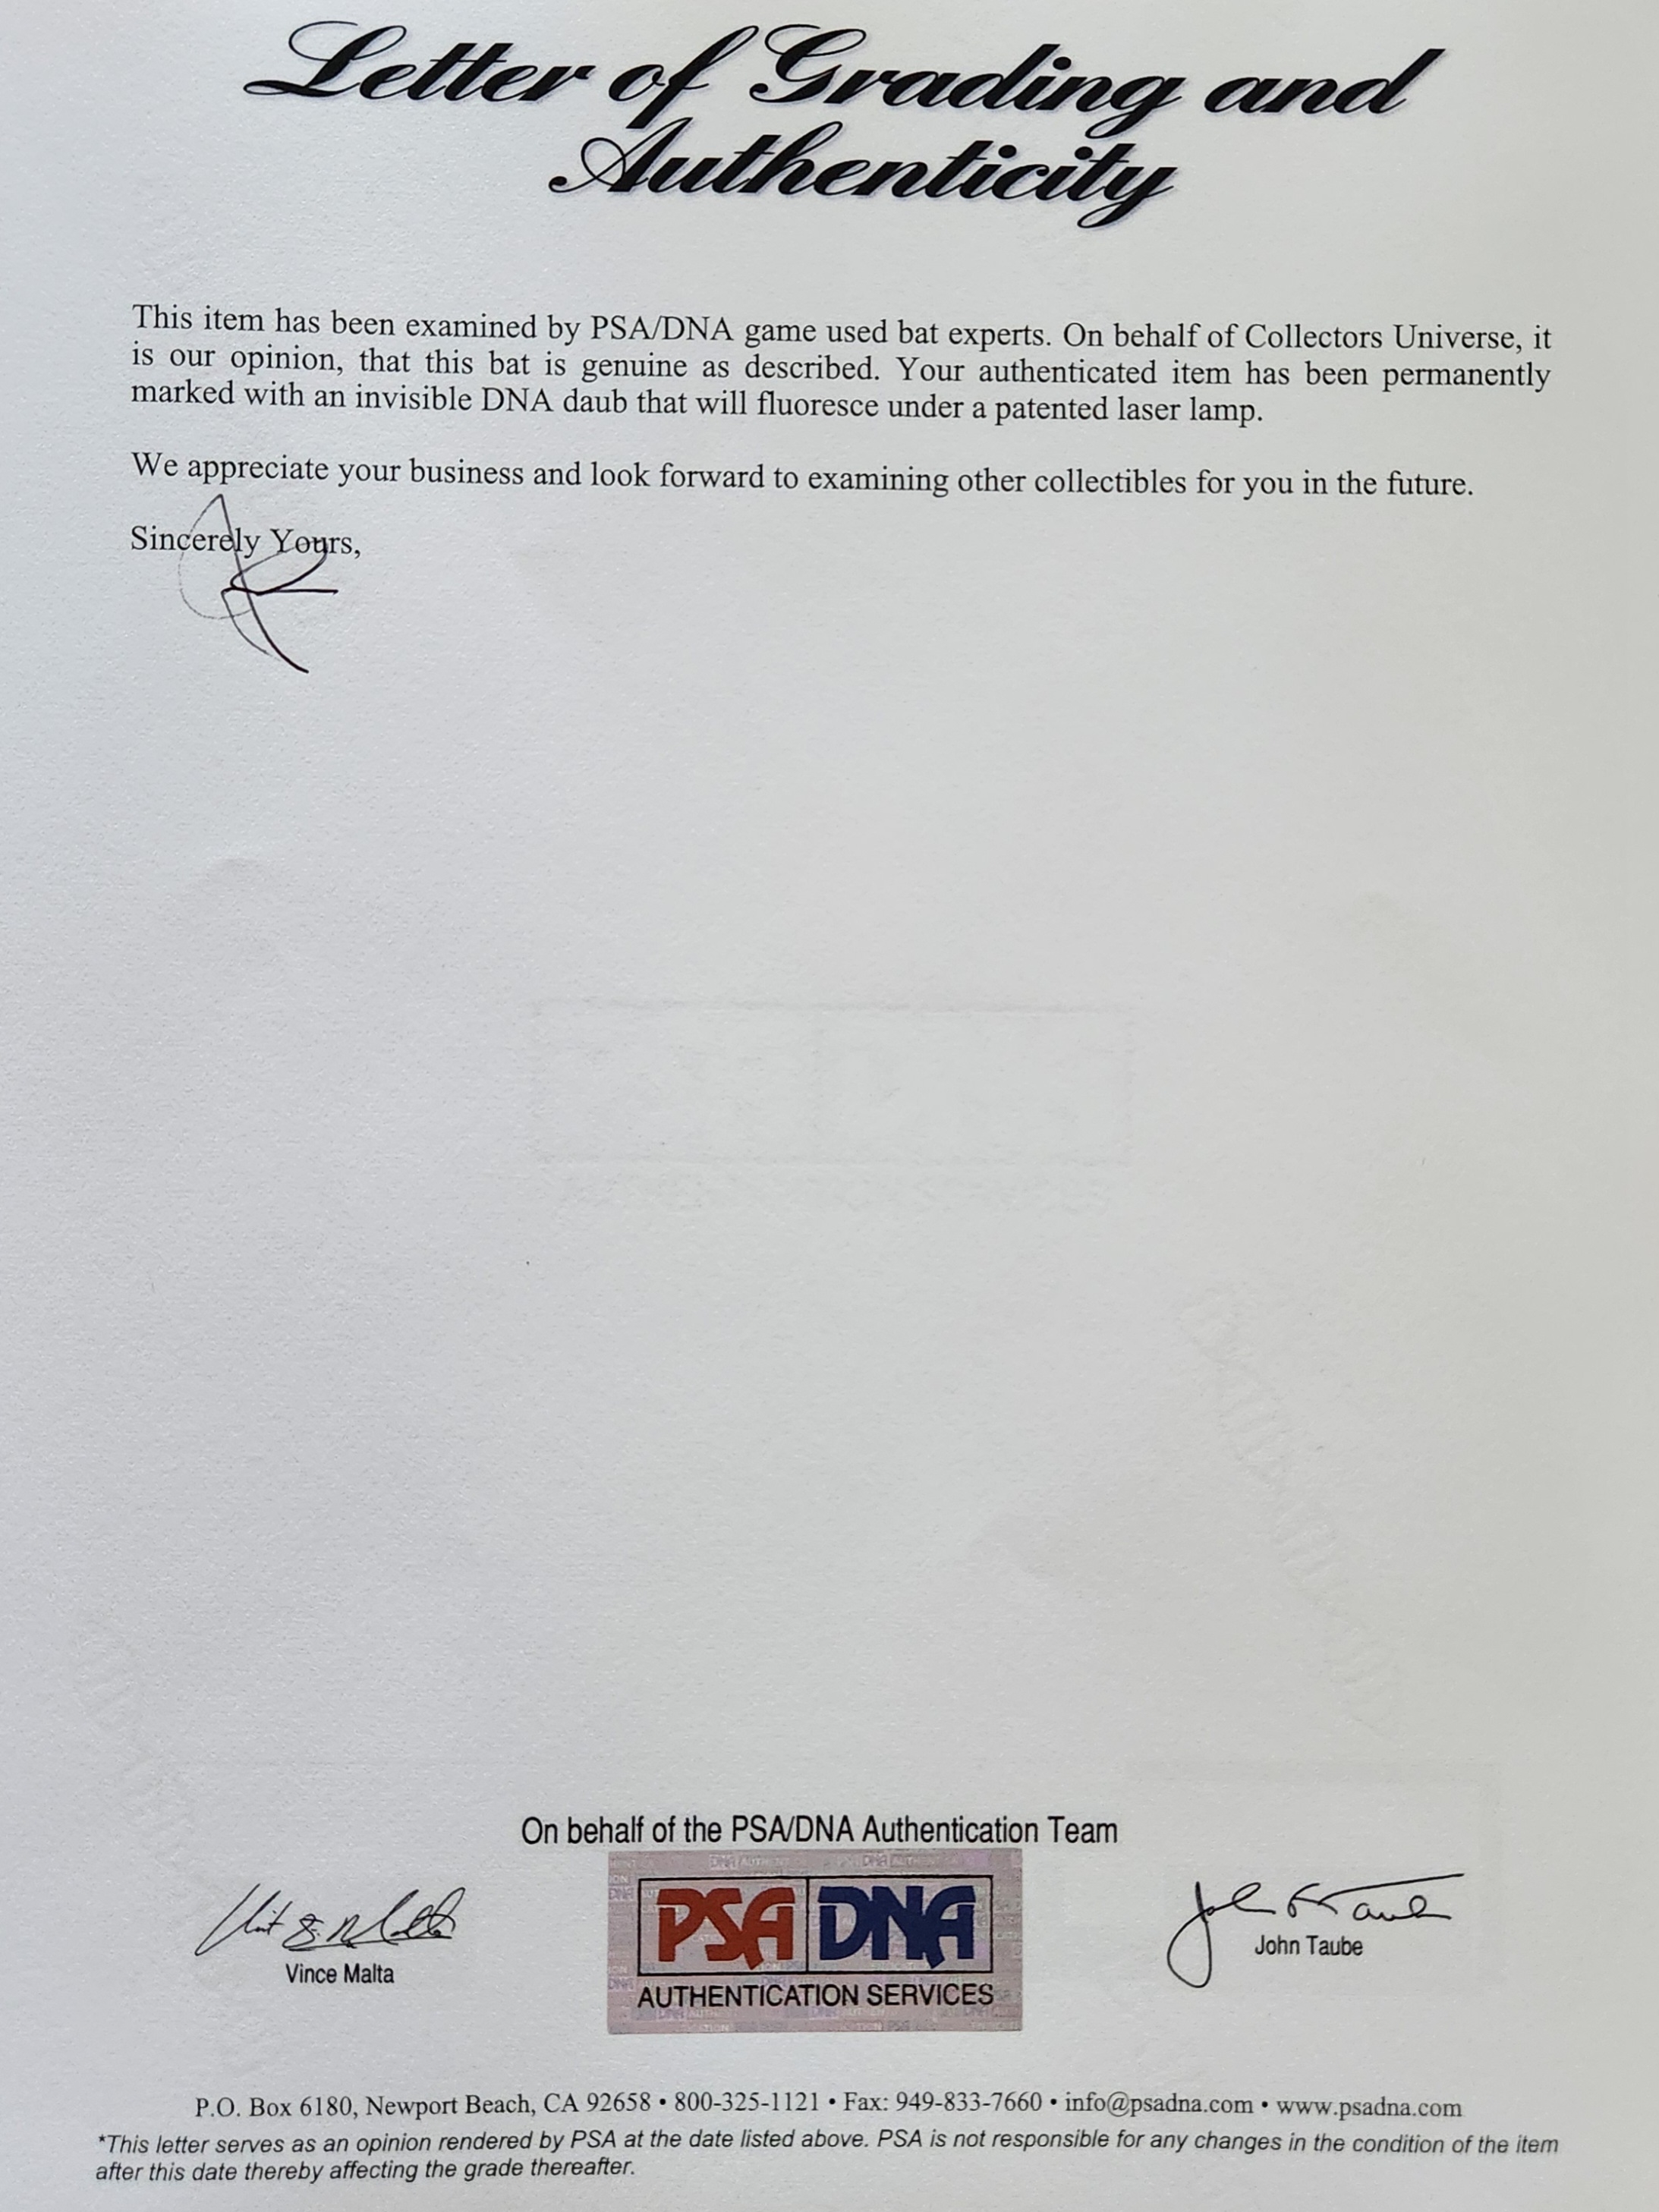 Letter of Grading and
Authenticity
This item has been examined by PSA/DNA game used bat experts. On behalf of Collectors Universe, it
is our opinion, that this bat is genuine as described. Your authenticated item has been permanently
marked with an invisible DNA daub that will fluoresce under a patented laser lamp.
We appreciate your business and look forward to examining other collectibles for you in the future.
Sincerely Yours,
On behalf of the PSA/DNA Authentication Team
Vince Malta
PSA DNA
AUTHENTICATION SERVICES
John Taube
P.O. Box 6180, Newport Beach, CA 92658 • 800-325-1121 • Fax: 949-833-7660 • info@psadna.com • www.psadna.com
*This letter serves as an opinion rendered by PSA at the date listed above. PSA is not responsible for any changes in the condition of the item
after this date thereby affecting the grade thereafter.